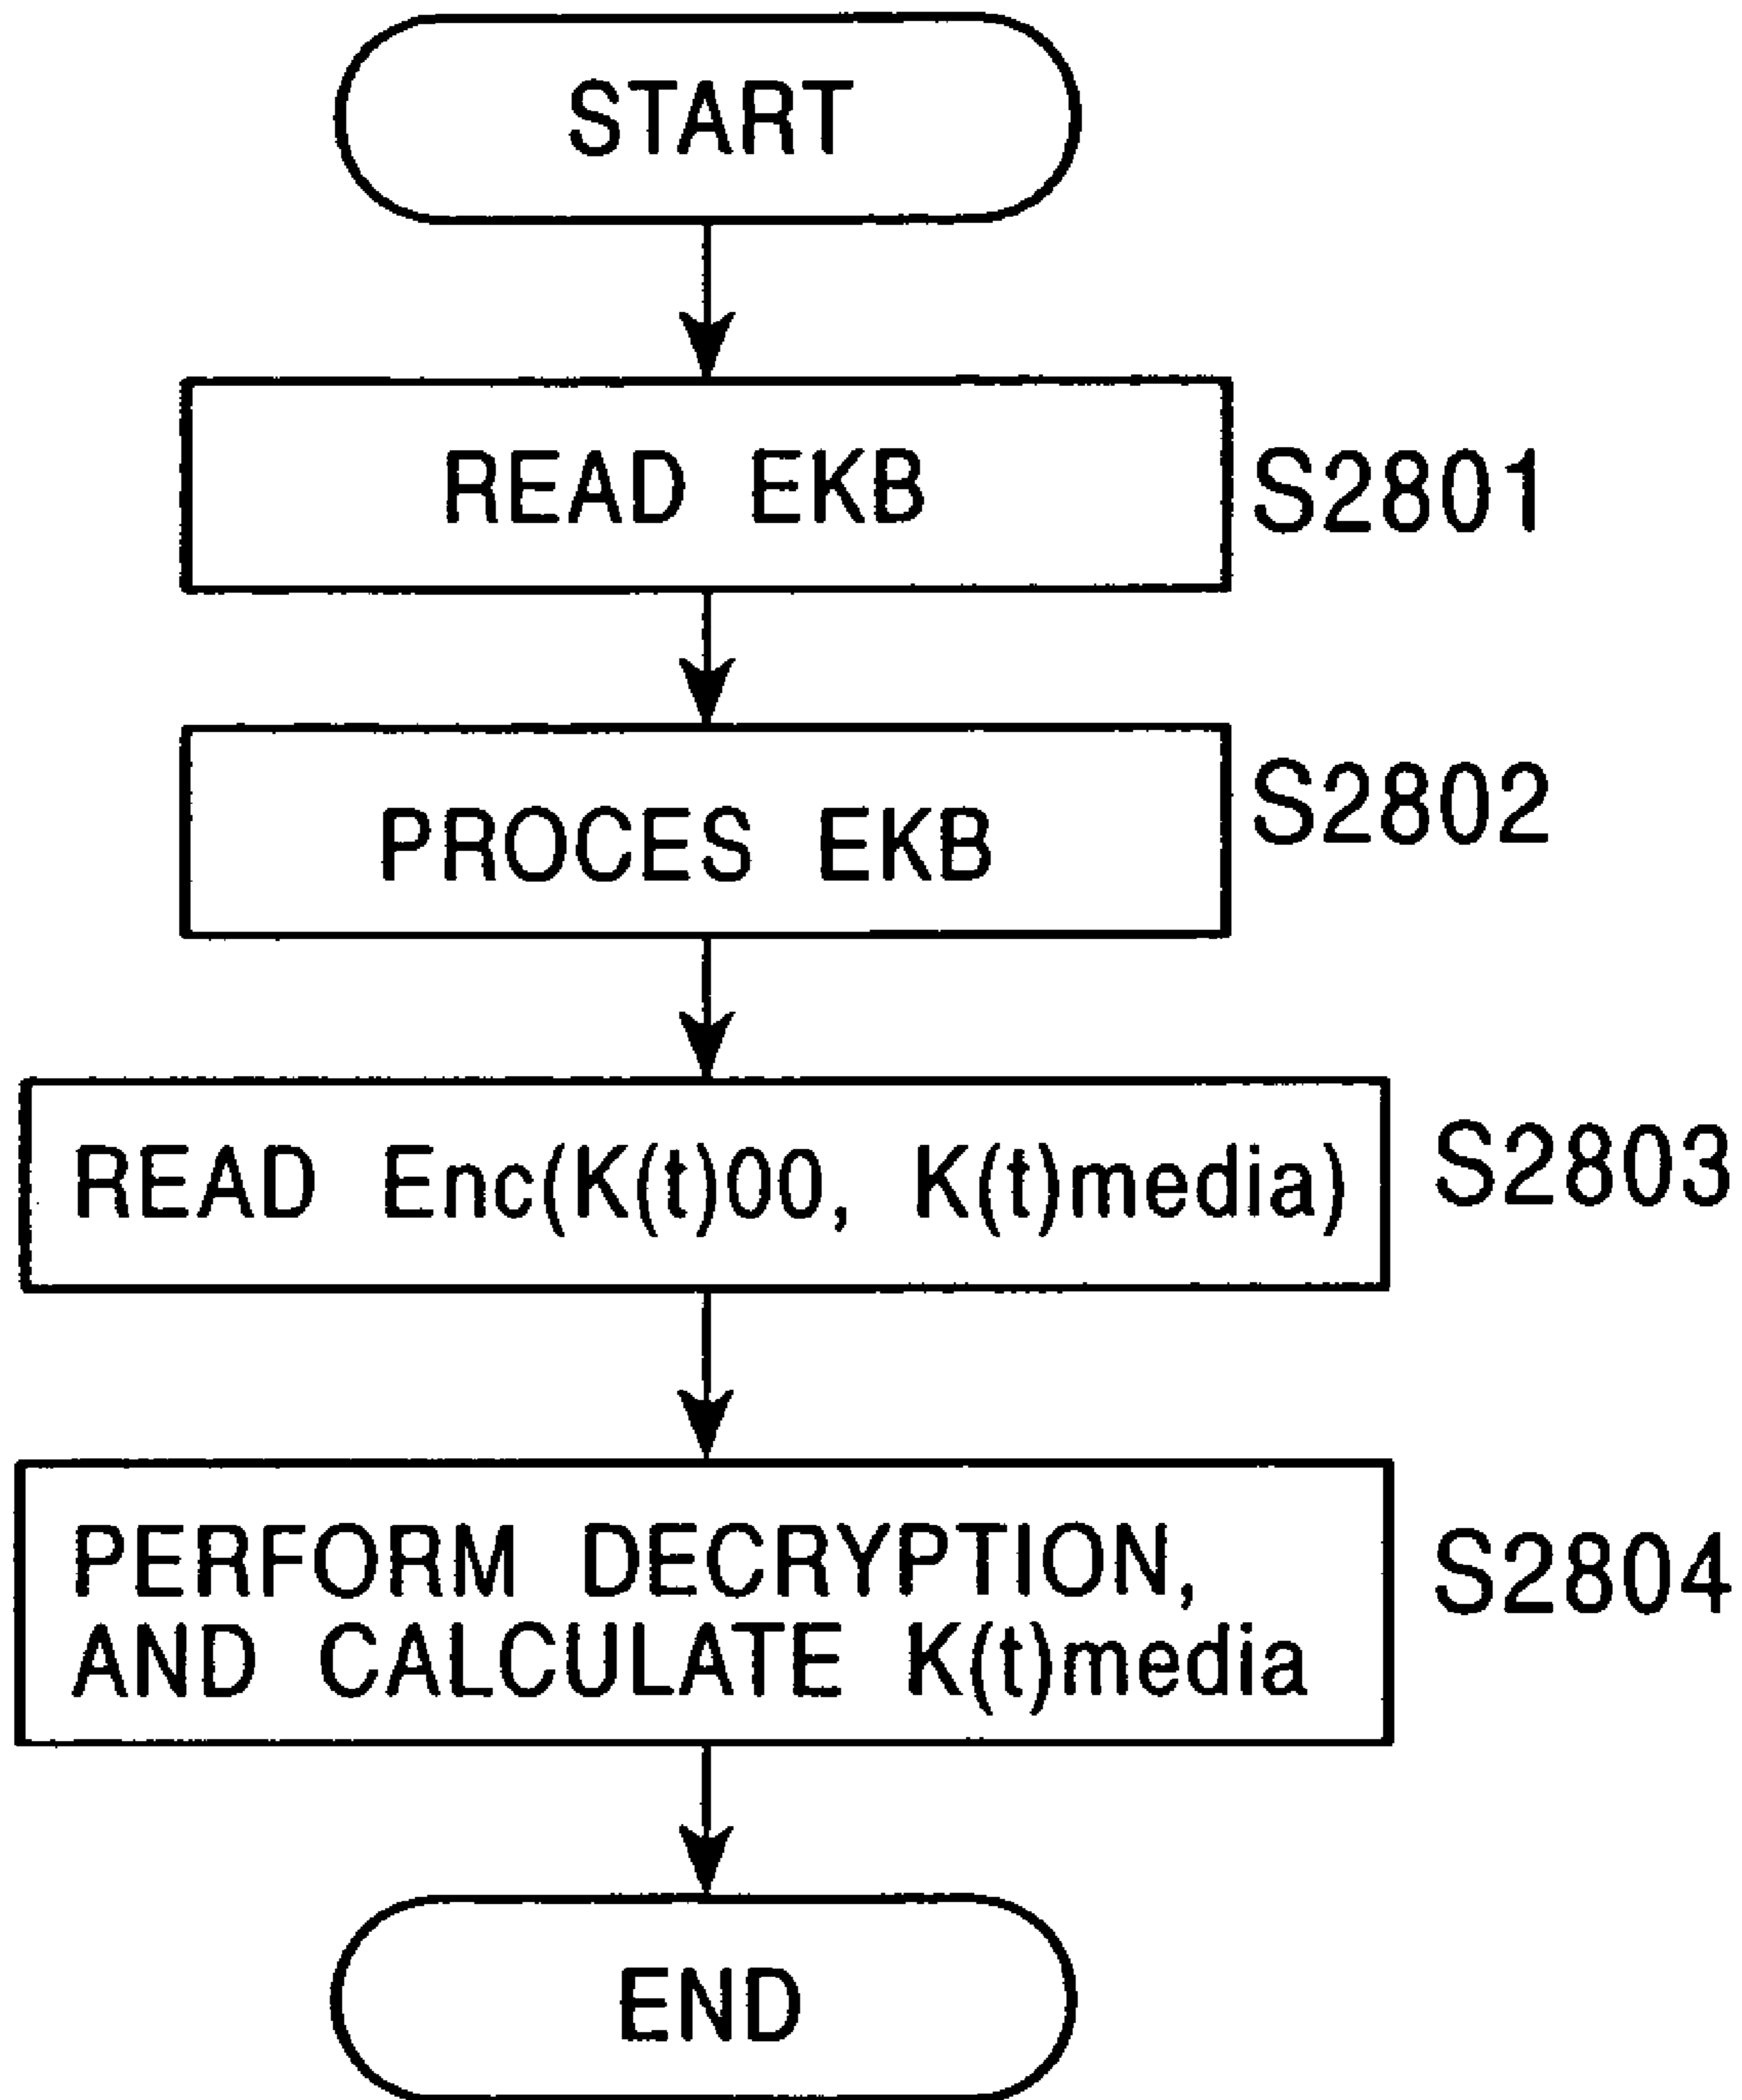 START
READ EKB
S2801
PROCES EKB
S2802
READ Enc(K(t)00, K(t)media)
S2803
PERFORM DECRYPTION,
AND CALCULATE K(t)media
S2804
END